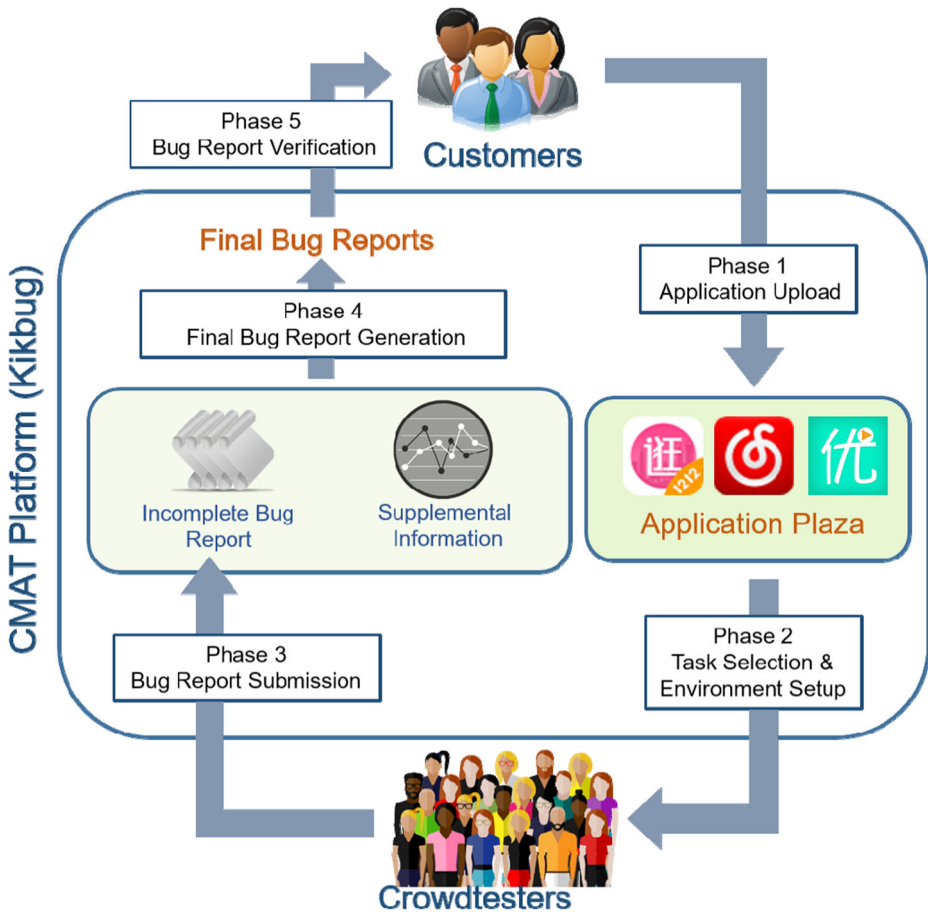 Phase 5
Bug Report Verification
Customers
Final Bug Reports
Phase 1
Application Upload
Phase 4
Final Bug Report Generation
CMAT Platform (Kikbug)
逛
1212
优
Incomplete Bug
Report
Supplemental
Information
Application Plaza
Phase 3
Bug Report Submission
Phase 2
Task Selection &
Environment Setup
Crowdtesters